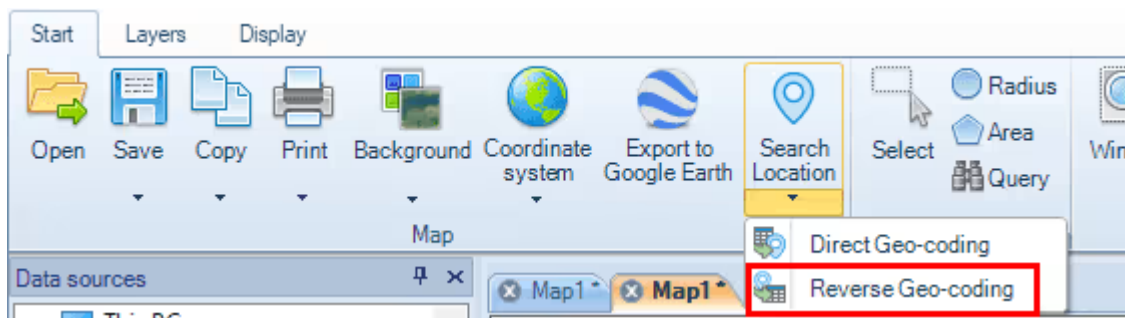 Start Layers Display
Open Save Copy Print Background Coordinate system Export to Google Earth Search Location Select Radius
Area
Query
Map
Direct Geo-coding
Reverse Geo-coding
Data sources
Map1* Map1*